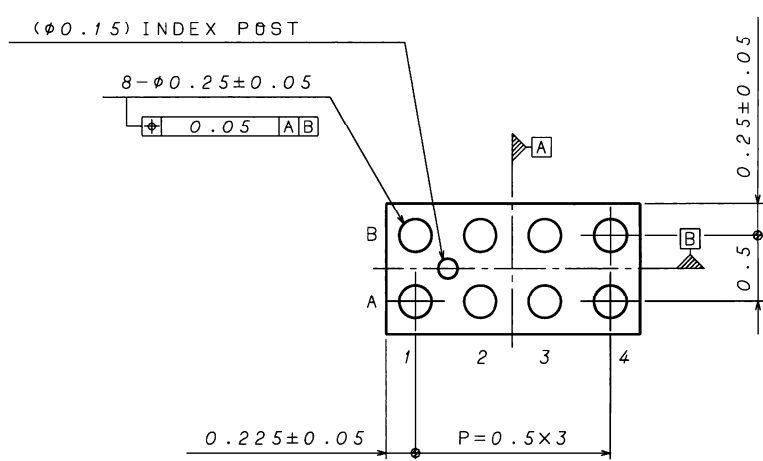 (φ0.15) INDEX POST
8-φ0.25±0.05
⌖ 0.05 A B
0.25±0.05
A
B
B
0.5
A
1 2 3 4
0.225±0.05 P=0.5×3